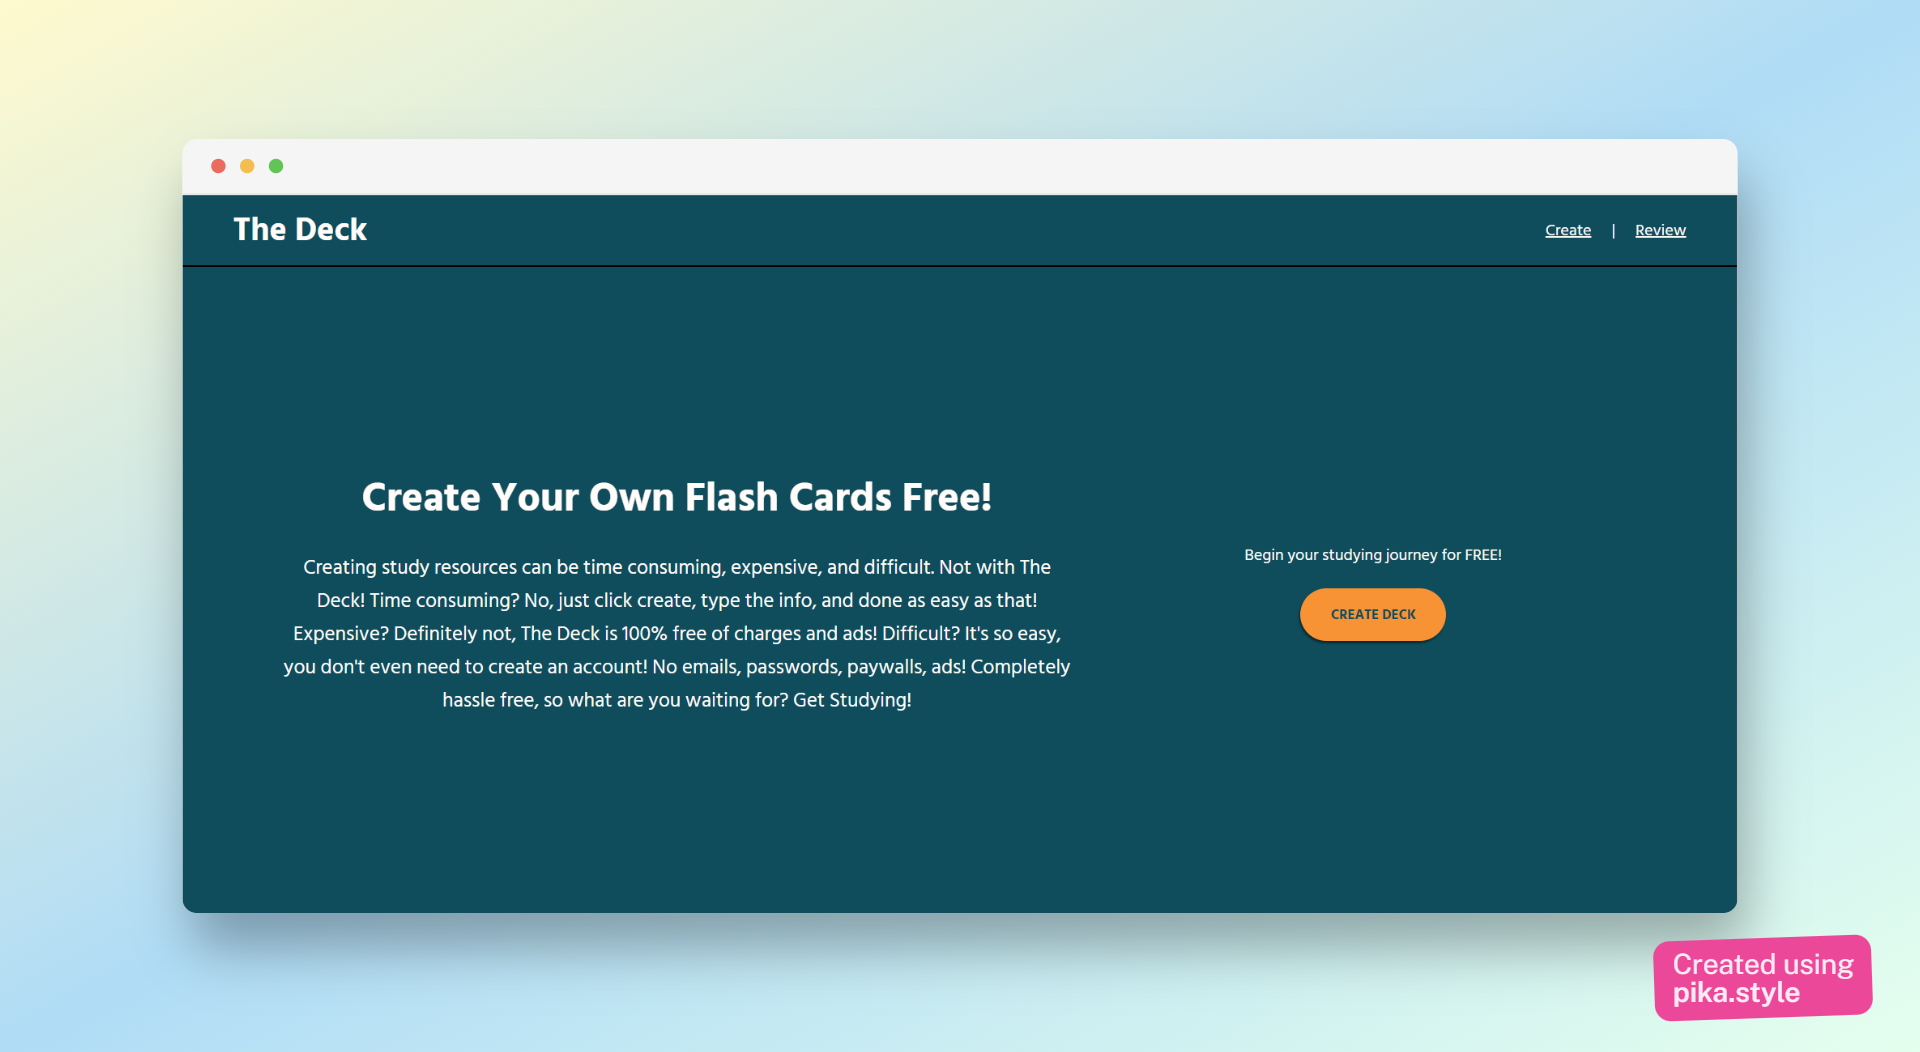 The Deck
Create | Review
Create Your Own Flash Cards Free!
Creating study resources can be time consuming, expensive, and difficult. Not with The
Deck! Time consuming? No, just click create, type the info, and done as easy as that!
Expensive? Definitely not, The Deck is 100% free of charges and ads! Difficult? It's so easy,
you don't even need to create an account! No emails, passwords, paywalls, ads! Completely
hassle free, so what are you waiting for? Get Studying!
Begin your studying journey for FREE!
CREATE DECK
Created using
pika.style